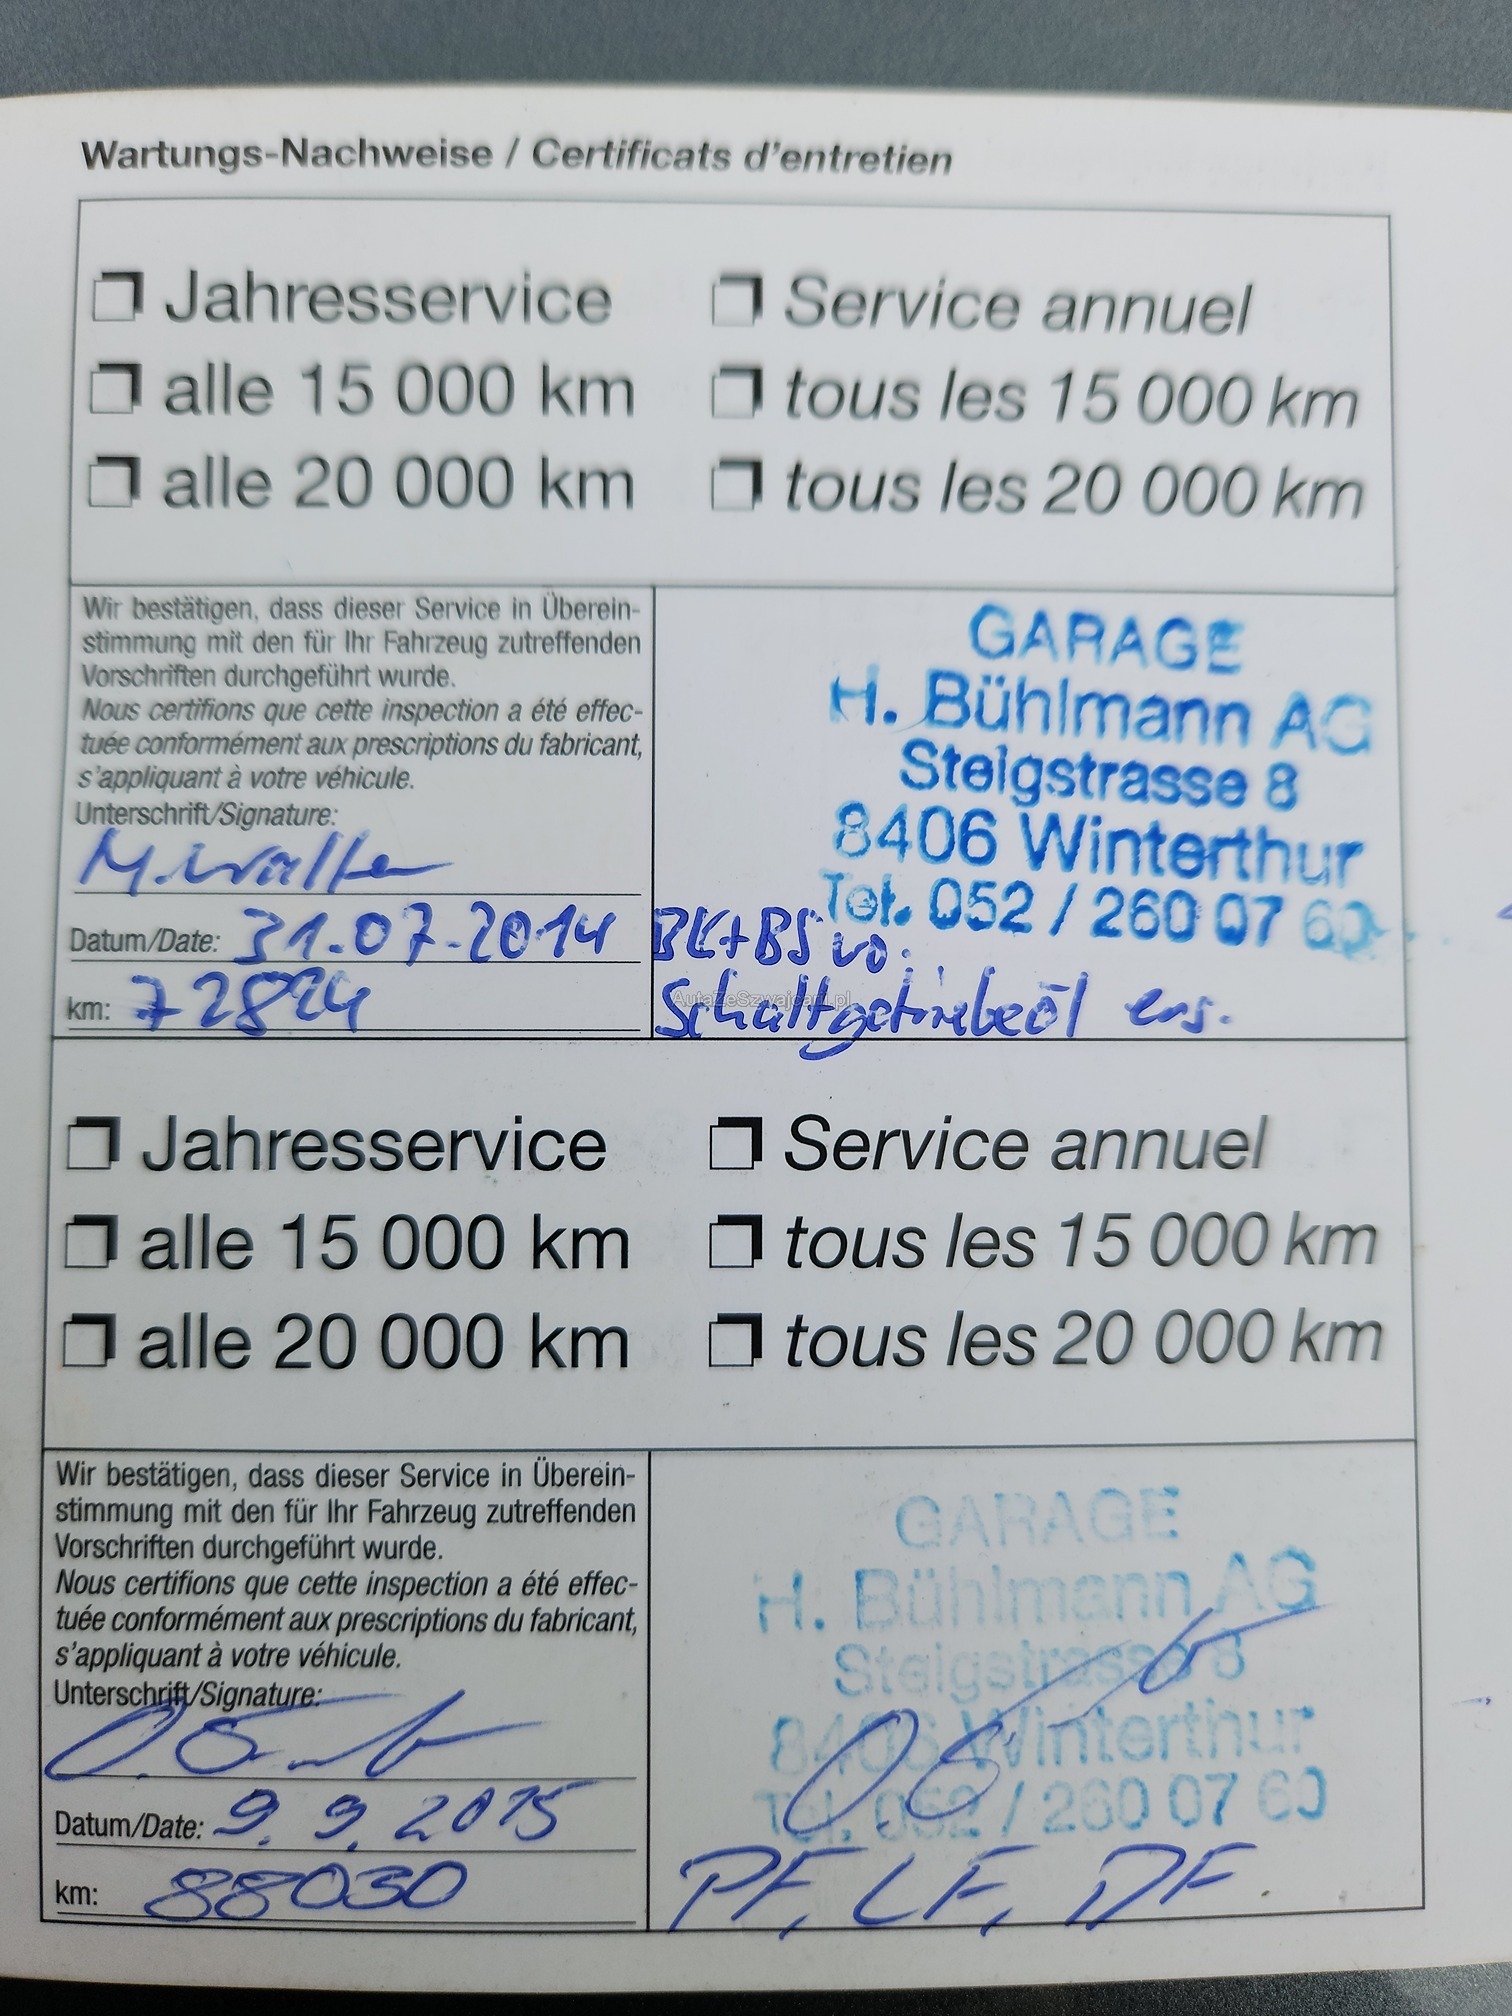 Wartungs-Nachweise / Certificats d'entretien
Jahresservice Service annuel
alle 15 000 km tous les 15 000 km
alle 20 000 km tous les 20 000 km
Wir bestätigen, dass dieser Service in Überein-
stimmung mit den für Ihr Fahrzeug zutreffenden
Vorschriften durchgeführt wurde.
Nous certifions que cette inspection a été effec-
tuée conformément aux prescriptions du fabricant,
s'appliquant à votre véhicule.
Unterschrift/Signature:
M. Walter
Datum/Date: 31.07.2014
km: 72824
GARAGE
H. Bühlmann AG
Steigstrasse 8
8406 Winterthur
Tel. 052 / 260 07 60
BK+BS vo.
AutaZeSzwajcarii.pl
Schaltgetriebeöl ers.
Jahresservice Service annuel
alle 15 000 km tous les 15 000 km
alle 20 000 km tous les 20 000 km
Wir bestätigen, dass dieser Service in Überein-
stimmung mit den für Ihr Fahrzeug zutreffenden
Vorschriften durchgeführt wurde.
Nous certifions que cette inspection a été effec-
tuée conformément aux prescriptions du fabricant,
s'appliquant à votre véhicule.
Unterschrift/Signature:
Datum/Date: 9.9.2015
km: 88030
GARAGE
H. Bühlmann AG
Steigstrasse 8
8406 Winterthur
Tel. 052 / 260 07 60
PF, LF, DF.